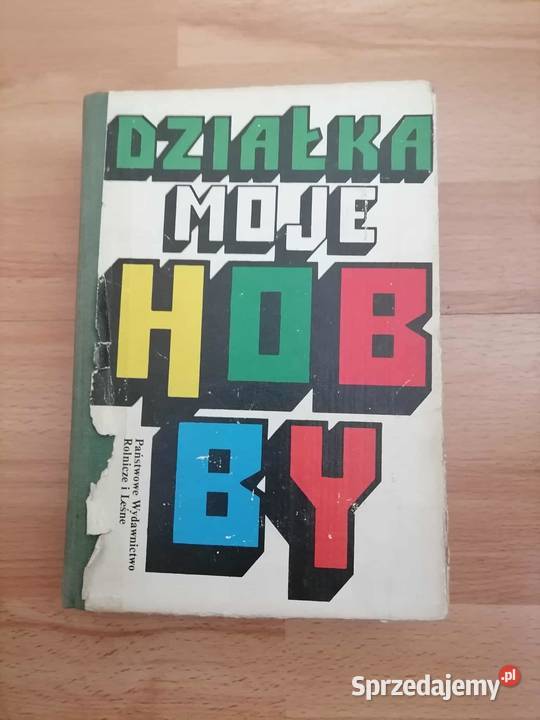 DZIAŁKA
MOJE
HOB
BY
Państwowe Wydawnictwo
Rolnicze i Leśne
Sprzedajemy.pl